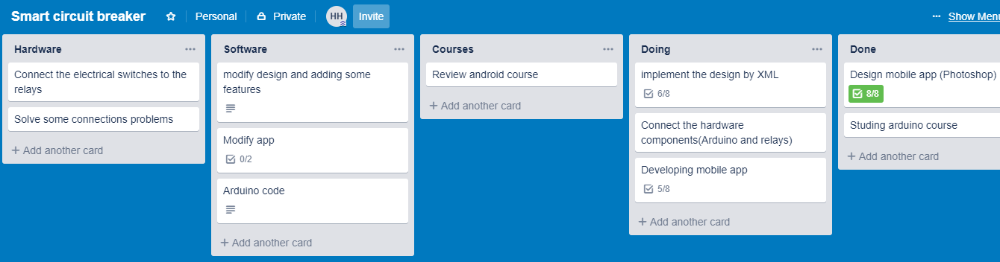 Smart circuit breaker Personal Private HH Invite ... Show Menu
Hardware ...
Connect the electrical switches to the
relays
Solve some connections problems
+ Add another card
Software ...
modify design and adding some
features
Modify app
0/2
Arduino code
+ Add another card
Courses ...
Review android course
+ Add another card
Doing ...
implement the design by XML
6/8
Connect the hardware
components(Arduino and relays)
Developing mobile app
5/8
+ Add another card
Done
Design mobile app (Photoshop)
8/8
Studing arduino course
+ Add another card